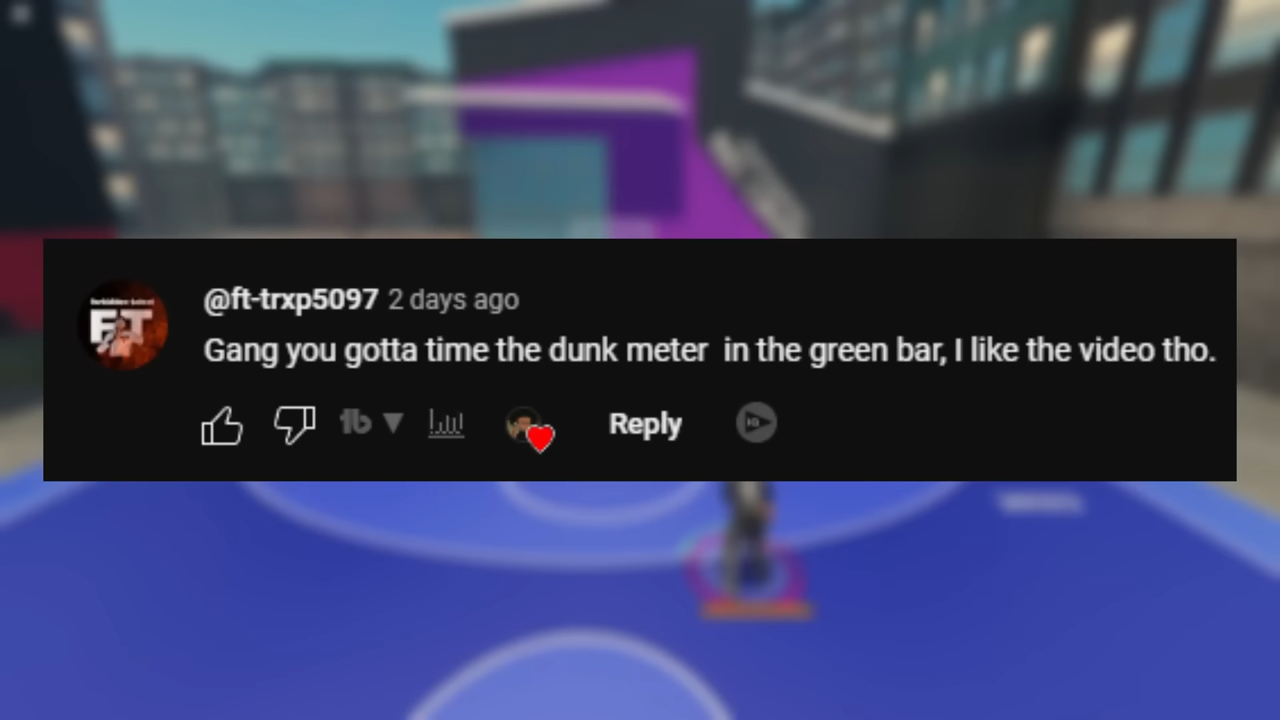 @ft-trxp5097 2 days ago
Gang you gotta time the dunk meter  in the green bar, I like the video tho.
Reply